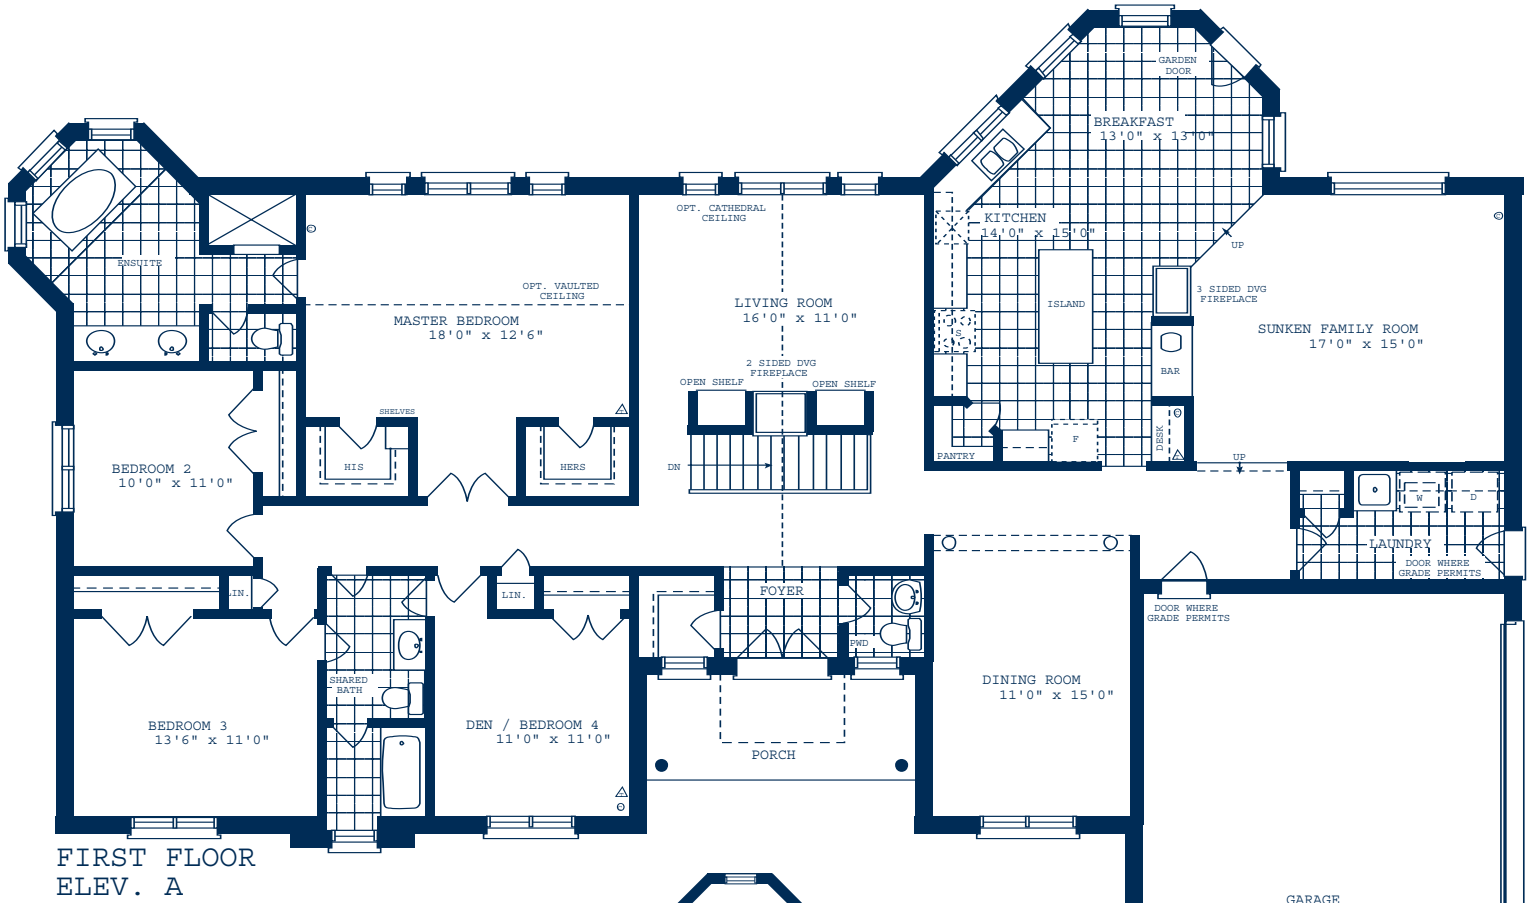 GARDEN
DOOR
BREAKFAST
13'0" x 13'0"
OPT. CATHEDRAL
CEILING
KITCHEN
14'0" x 15'0"
UP
ENSUITE
OPT. VAULTED
CEILING
MASTER BEDROOM
18'0" x 12'6"
LIVING ROOM
16'0" x 11'0"
ISLAND
3 SIDED DVG
FIREPLACE
S
SUNKEN FAMILY ROOM
17'0" x 15'0"
2 SIDED DVG
FIREPLACE
OPEN SHELF
OPEN SHELF
BAR
SHELVES
BEDROOM 2
10'0" x 11'0"
HIS
HERS
DN
F
DESK
PANTRY
UP
W
D
LAUNDRY
DOOR WHERE
GRADE PERMITS
LIN.
LIN.
FOYER
DOOR WHERE
GRADE PERMITS
PWD
SHARED
BATH
DINING ROOM
11'0" x 15'0"
BEDROOM 3
13'6" x 11'0"
DEN / BEDROOM 4
11'0" x 11'0"
PORCH
FIRST FLOOR
ELEV. A
GARAGE